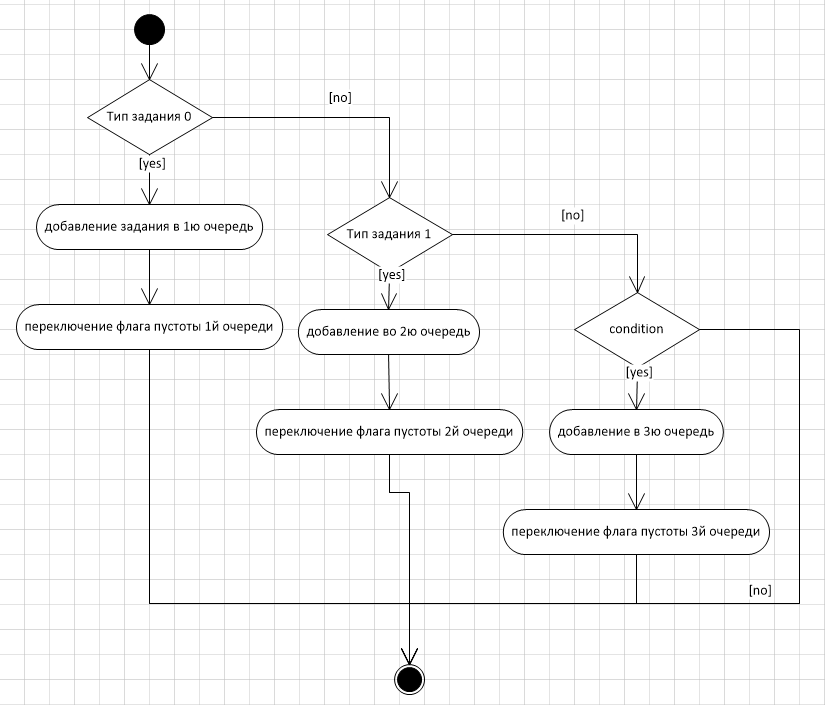 [no]
Тип задания 0
[yes]
[no]
добавление задания в 1ю очередь
Тип задания 1
[yes]
переключение флага пустоты 1й очереди
добавление во 2ю очередь
condition
[yes]
переключение флага пустоты 2й очереди
добавление в 3ю очередь
переключение флага пустоты 3й очереди
[no]